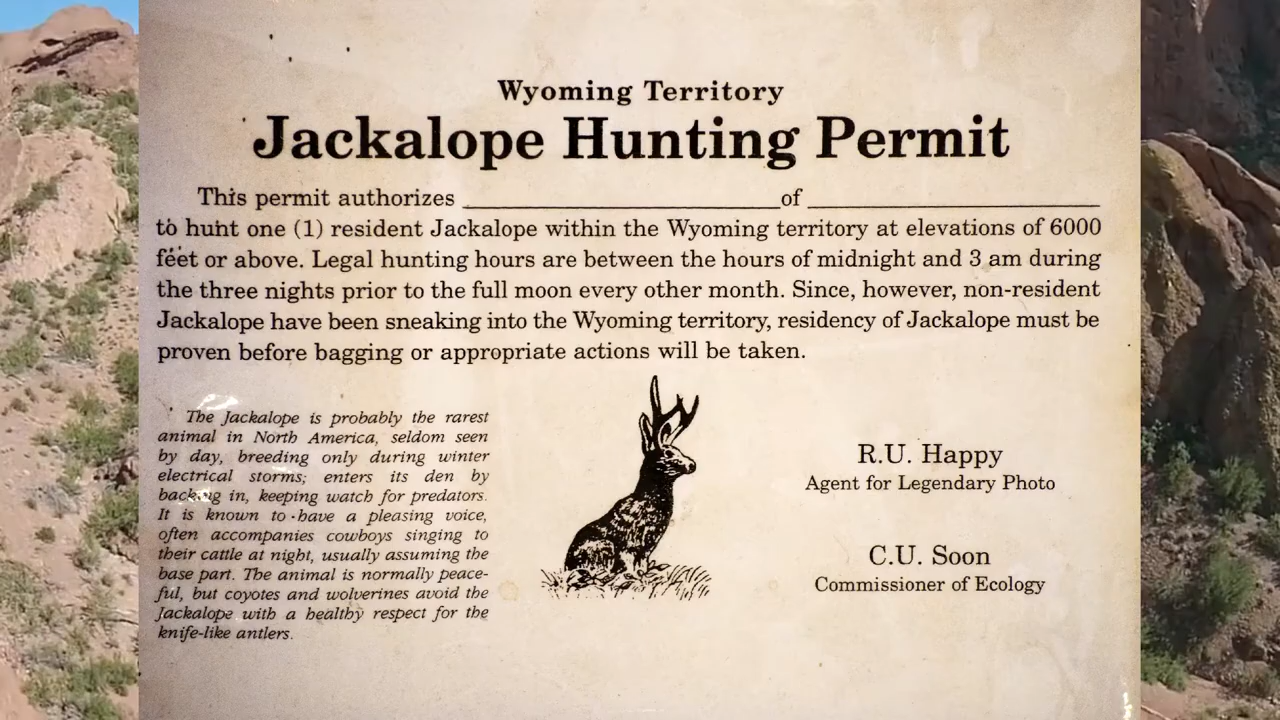 Wyoming Territory
Jackalope Hunting Permit
This permit authorizes ____________________ of ____________________
to hunt one (1) resident Jackalope within the Wyoming territory at elevations of 6000
feet or above. Legal hunting hours are between the hours of midnight and 3 am during
the three nights prior to the full moon every other month. Since, however, non-resident
Jackalope have been sneaking into the Wyoming territory, residency of Jackalope must be
proven before bagging or appropriate actions will be taken.
The Jackalope is probably the rarest
animal in North America, seldom seen
by day, breeding only during winter
electrical storms; enters its den by
backing in, keeping watch for predators.
It is known to have a pleasing voice,
often accompanies cowboys singing to
their cattle at night, usually assuming the
base part. The animal is normally peace-
ful, but coyotes and wolverines avoid the
Jackalope with a healthy respect for the
knife-like antlers.
R.U. Happy
Agent for Legendary Photo
C.U. Soon
Commissioner of Ecology